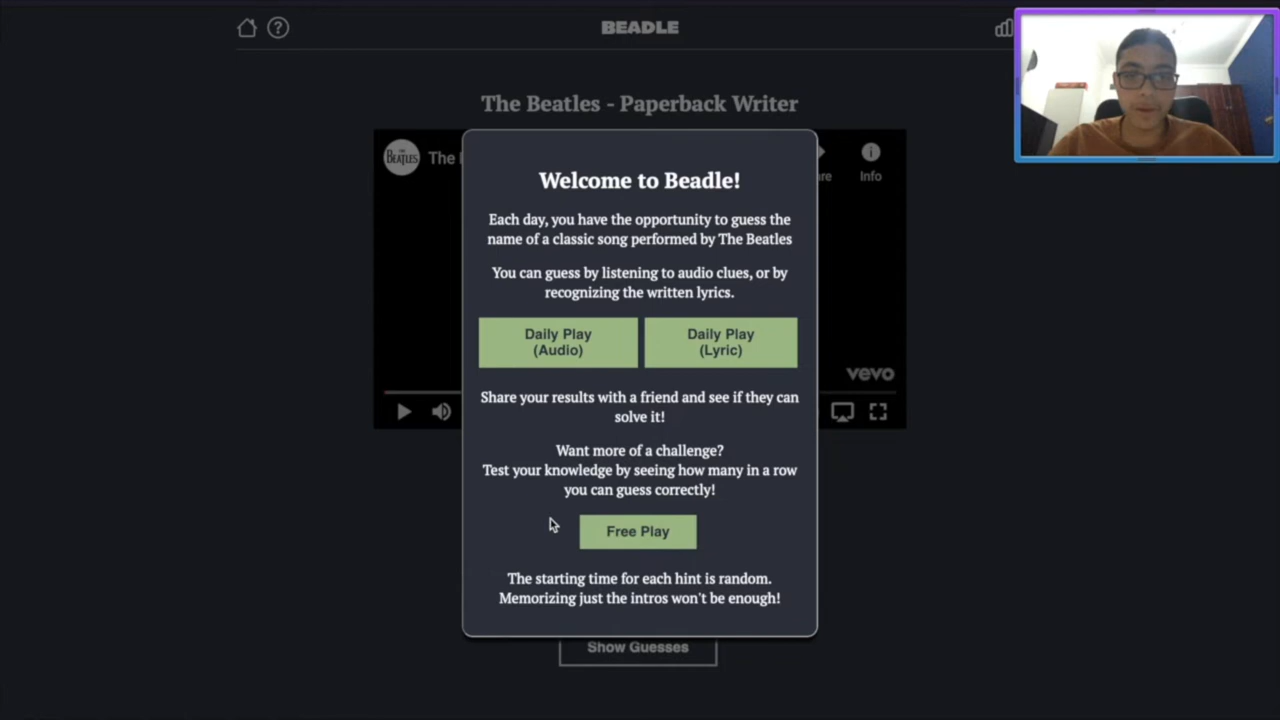 BEADLE
The Beatles - Paperback Writer
BEATLES
The
Info
Welcome to Beadle!
Each day, you have the opportunity to guess the
name of a classic song performed by The Beatles
You can guess by listening to audio clues, or by
recognizing the written lyrics.
Daily Play
(Audio)
Daily Play
(Lyric)
vevo
Share your results with a friend and see if they can
solve it!
Want more of a challenge?
Test your knowledge by seeing how many in a row
you can guess correctly!
Free Play
The starting time for each hint is random.
Memorizing just the intros won't be enough!
Show Guesses